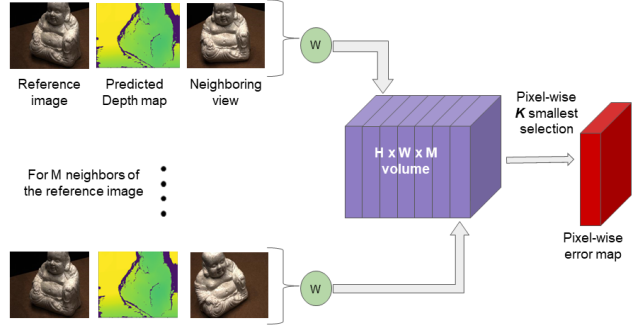 W
Reference
image
Predicted
Depth map
Neighboring
view
Pixel-wise
K smallest
selection
H x W x M
volume
For M neighbors of
the reference image
Pixel-wise
error map
W